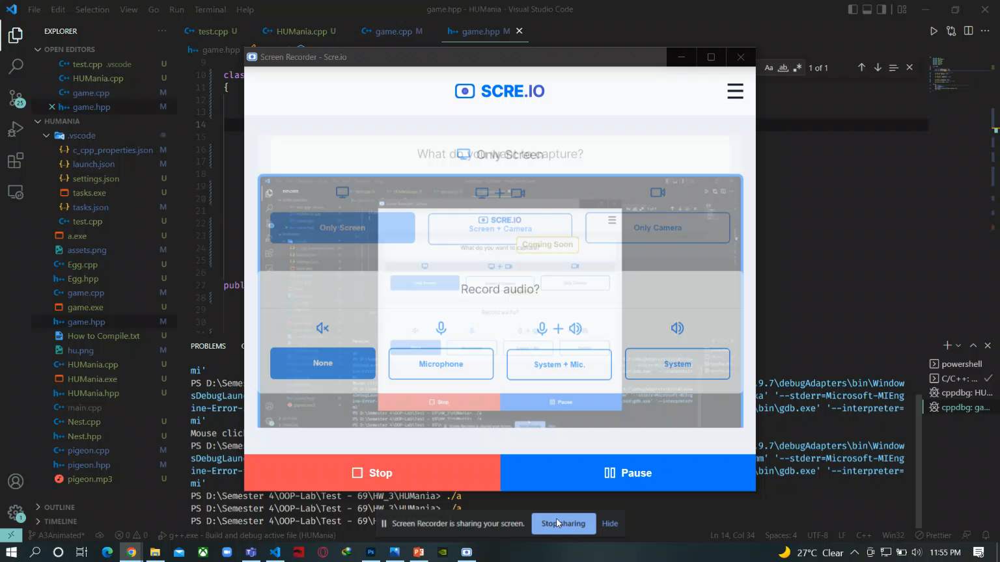 File Edit Selection View Go Run Terminal Help
game.hpp - HUMania - Visual Studio Code
EXPLORER
OPEN EDITORS
test.cpp .vscode U
HUMania.cpp U
game.cpp M
game.hpp M
HUMANIA
.vscode
c_cpp_properties.json U
launch.json U
settings.json U
tasks.exe U
tasks.json U
test.cpp U
a.exe U
assets.png U
Egg.cpp U
Egg.hpp U
game.cpp M
game.exe U
game.hpp M
How to Compile.txt U
hu.png U
HUMania.cpp U
HUMania.exe U
HUMania.hpp U
main.cpp U
Nest.cpp U
Nest.hpp U
pigeon.cpp M
pigeon.hpp M
pigeon.mp3 U
OUTLINE
TIMELINE
25
1
test.cpp U
HUMania.cpp U
game.cpp M
game.hpp M
game.hpp
Aa ab 1 of 1
9
10 clas
11 {
12
13
14
15
16
17
18
19
20
21
22
23
24
25
26
27 publ
28
29
30
Screen Recorder - Scre.io
SCRE.IO
What do you want to capture?
Only Screen
Only Screen
Screen + Camera
Only Camera
Coming Soon
SCRE.IO
What do you want to capture?
Record audio?
Record audio?
None
Microphone
System + Mic.
System
Stop
Pause
Stop
Pause
PROBLEMS
mi'
PS D:\Seme
sDebugLaun
ine-Error-
mi'
Mouse clic
PS D:\Seme
sDebugLaun
ine-Error-
mi'
.9.7\debugAdapters\bin\Window
ka' '--stderr=Microsoft-MIEng
bin\gdb.exe' '--interpreter=
.9.7\debugAdapters\bin\Window
'--stderr=Microsoft-MIEng
bin\gdb.exe' '--interpreter=
PS D:\Semester 4\OOP-Lab\Test - 69\HW_3\HUMania> ./a
PS D:\Semester 4\OOP-Lab\Test - 69\HW_3\HUMania> ./a
PS D:\Semester 4\OOP-Lab\Test - 69\H
powershell
C/C++: ...
cppdbg: HU...
cppdbg: ga...
Screen Recorder is sharing your screen.
Stop sharing
Hide
A3Animated*
0 0
g++.exe - Build and debug active file (HUMania)
Ln 14, Col 34
Spaces: 4
UTF-8
LF
C++
Win32
Prettier
27°C Clear
11:55 PM